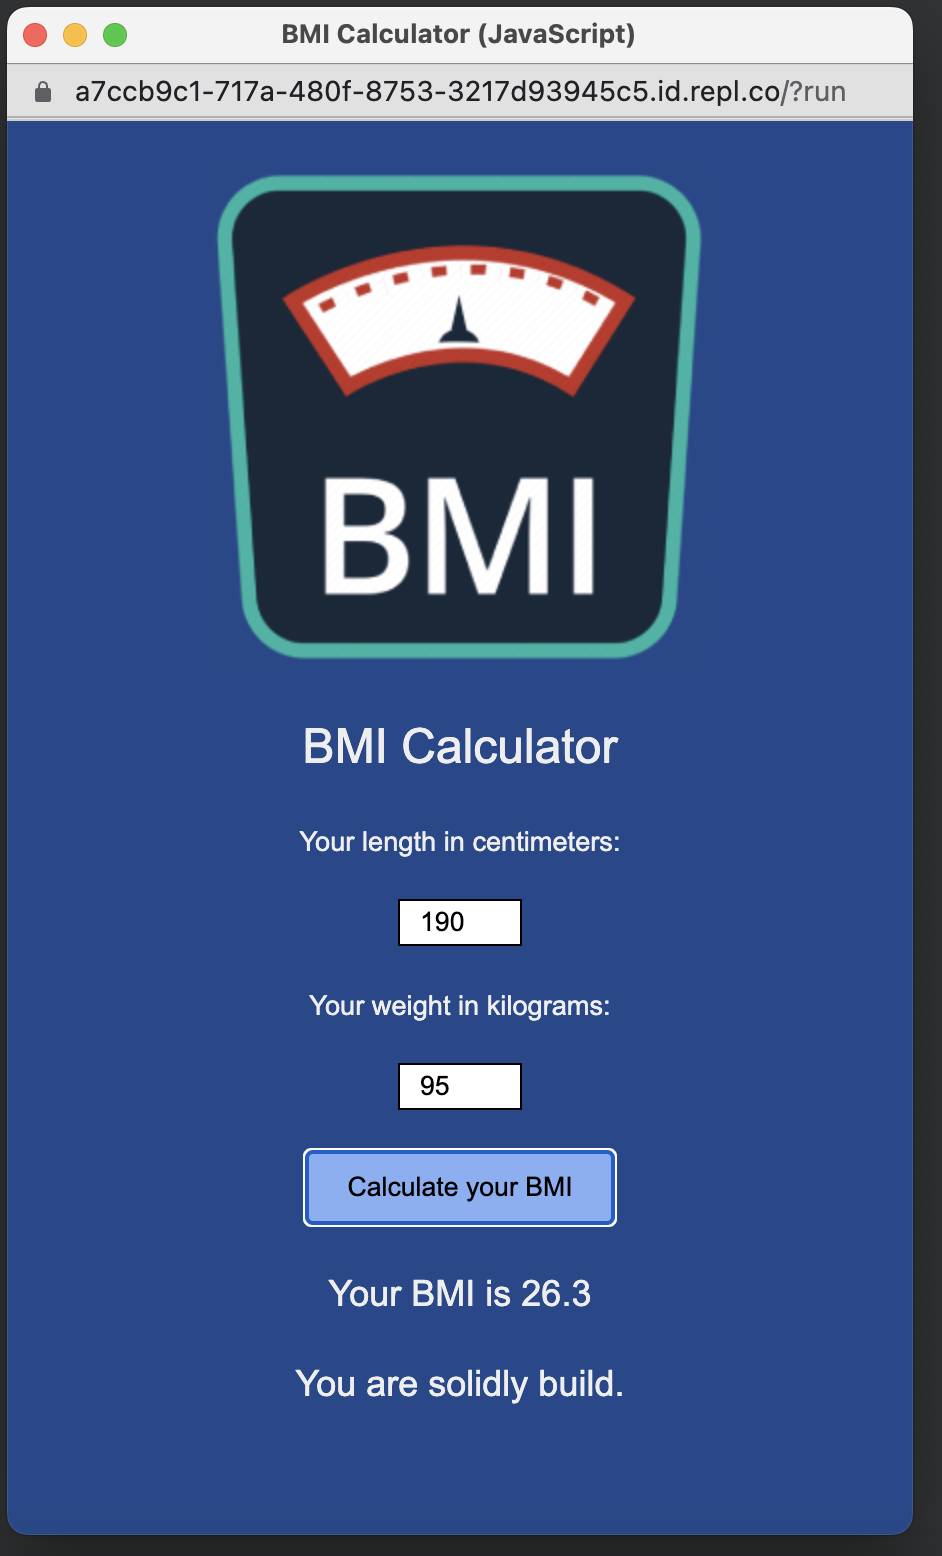 BMI Calculator (JavaScript)
a7ccb9c1-717a-480f-8753-3217d93945c5.id.repl.co/?run
BMI
BMI Calculator
Your length in centimeters:
190
Your weight in kilograms:
95
Calculate your BMI
Your BMI is 26.3
You are solidly build.